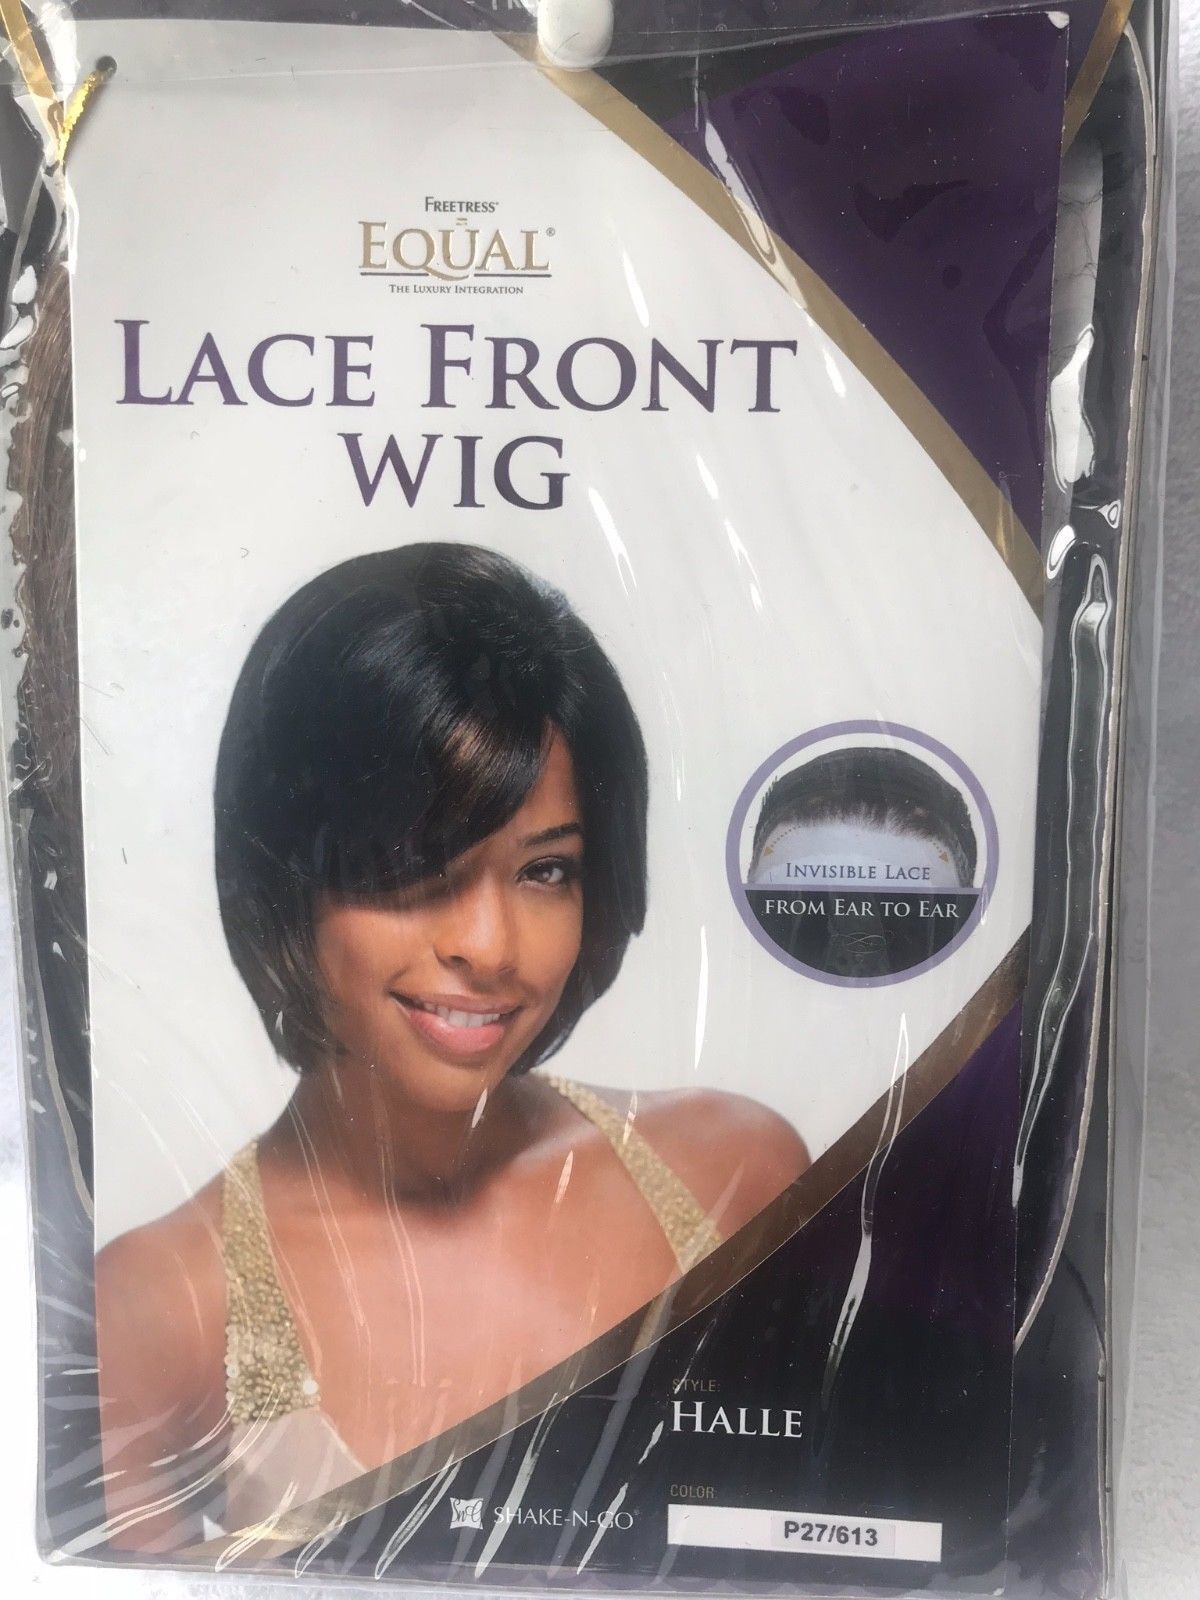 FREETRESS®
EQUAL®
THE LUXURY INTEGRATION
LACE FRONT
WIG
INVISIBLE LACE
FROM EAR TO EAR
STYLE:
HALLE
COLOR:
SHAKE-N-GO®
P27/613